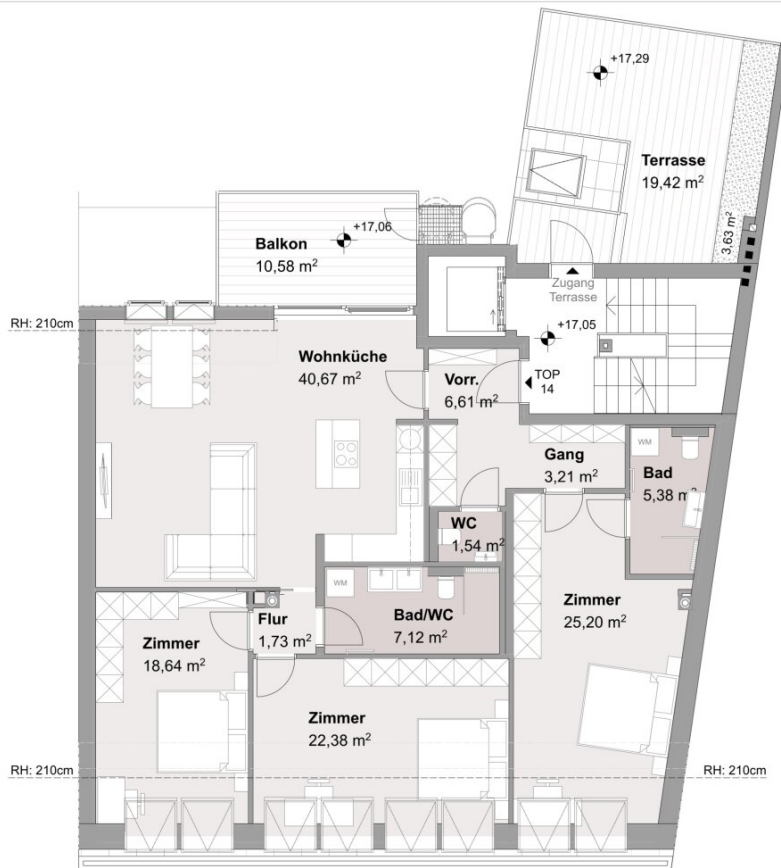 +17,29
Terrasse
19,42 m²
3,63 m²
+17,06
Balkon
10,58 m²
Zugang
Terrasse
+17,05
RH: 210cm
Wohnküche
40,67 m²
Vorr.
6,61 m²
TOP
14
Gang
3,21 m²
WM
Bad
5,38 m²
WC
1,54 m²
WM
Bad/WC
7,12 m²
Flur
1,73 m²
Zimmer
18,64 m²
Zimmer
25,20 m²
Zimmer
22,38 m²
RH: 210cm
RH: 210cm